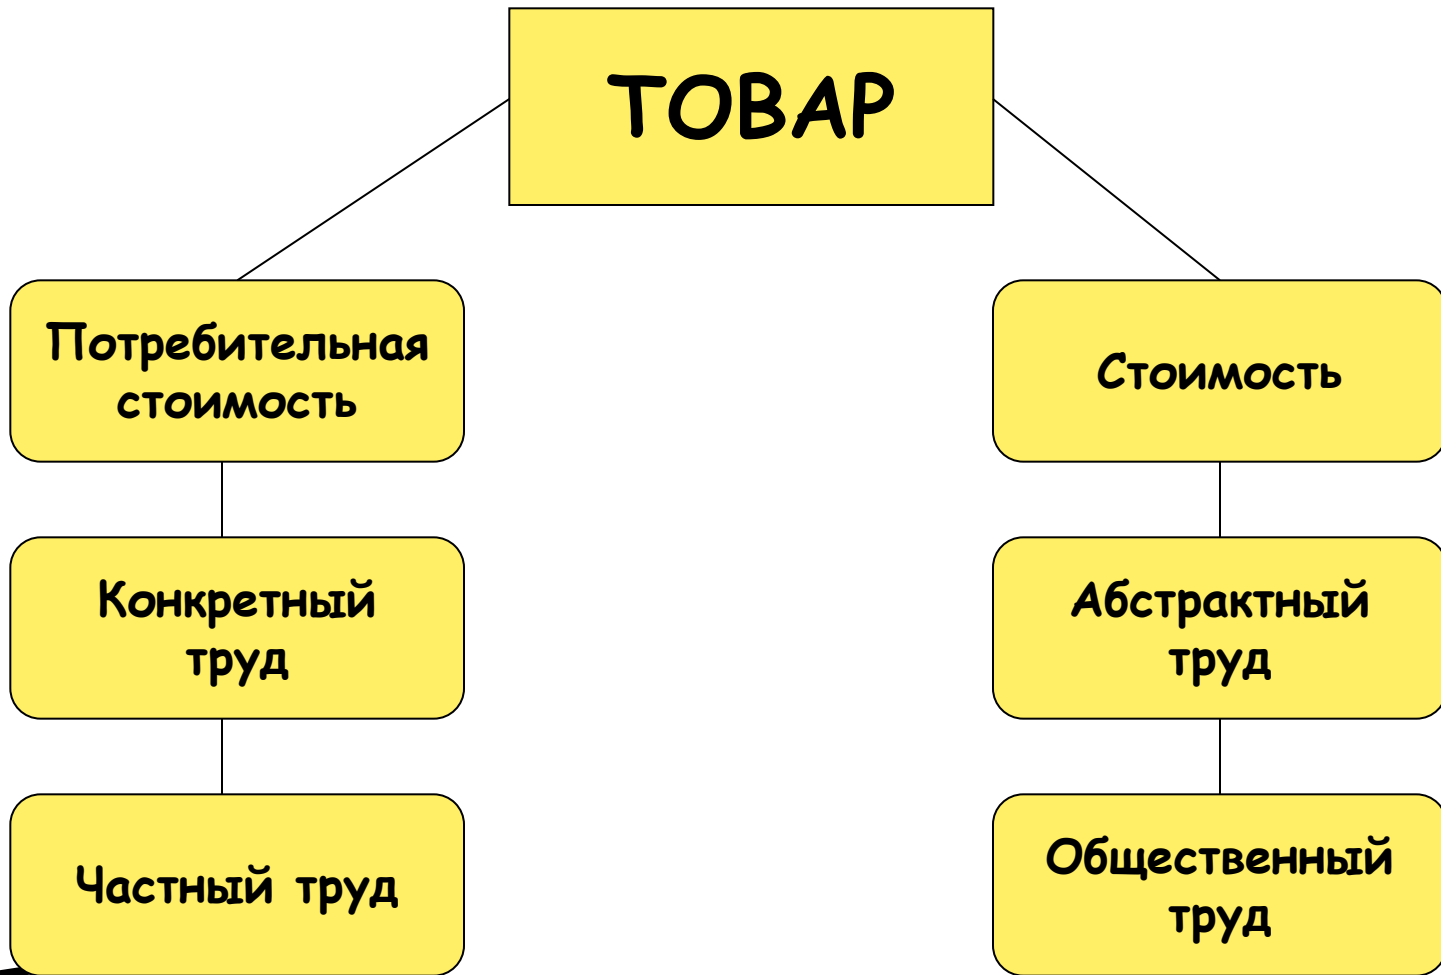 ТОВАР
Потребительная
стоимость
Стоимость
Конкретный
труд
Абстрактный
труд
Частный труд
Общественный
труд